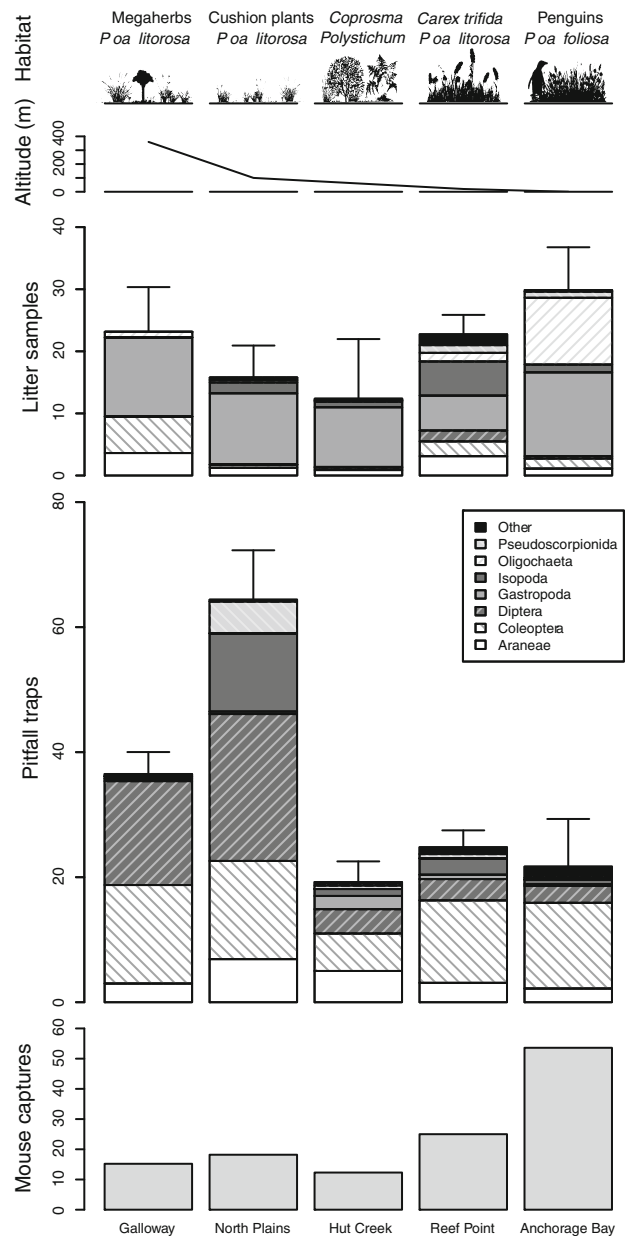 Habitat
Megaherbs
Poa litorosa
Cushion plants
Poa litorosa
Coprosma
Polystichum
Carex trifida
Poa litorosa
Penguins
Poa foliosa
Altitude (m)
0
200
400
Litter samples
0
10
20
30
40
Pitfall traps
0
20
40
60
80
Other
Pseudoscorpionida
Oligochaeta
Isopoda
Gastropoda
Diptera
Coleoptera
Araneae
Mouse captures
0
10
20
30
40
50
60
Galloway
North Plains
Hut Creek
Reef Point
Anchorage Bay